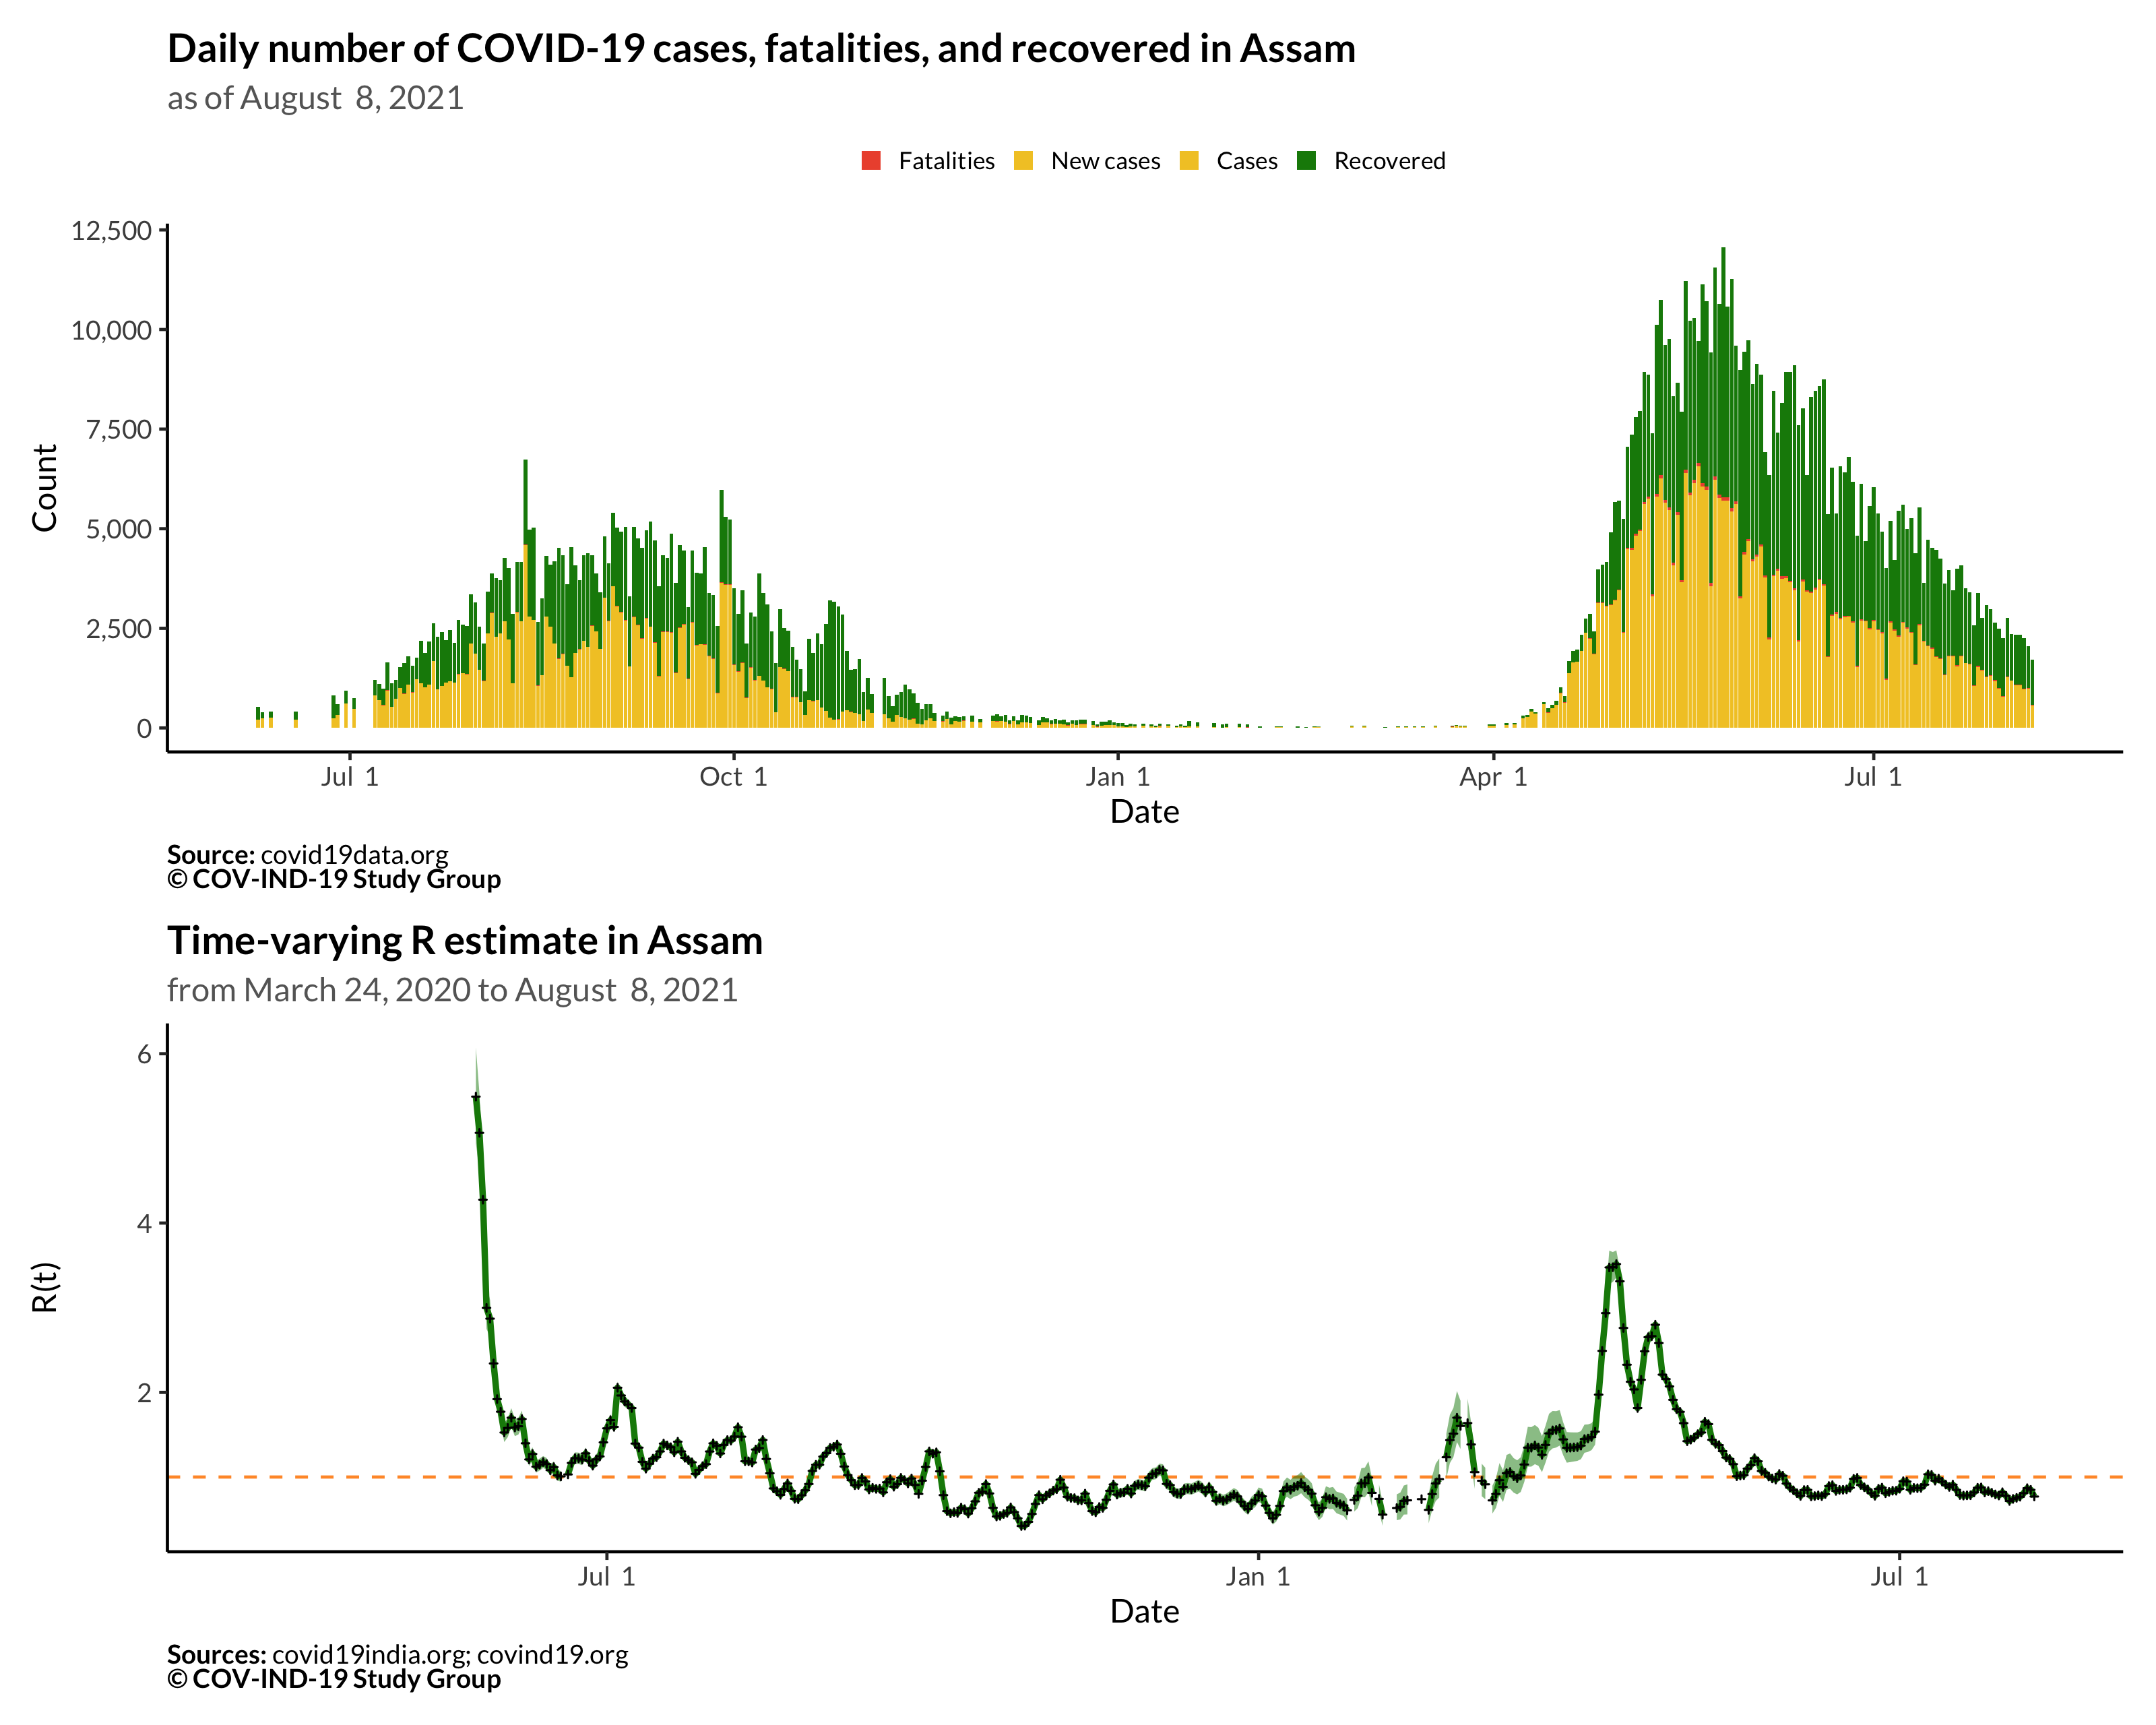 Daily number of COVID-19 cases, fatalities, and recovered in Assam
as of August 8, 2021
Fatalities New cases Cases Recovered
12,500
10,000
7,500
5,000
2,500
0
Count
Jul 1 Oct 1 Jan 1 Apr 1 Jul 1
Date
Source: covid19data.org
© COV-IND-19 Study Group
Time-varying R estimate in Assam
from March 24, 2020 to August 8, 2021
6
4
2
R(t)
Jul 1 Jan 1 Jul 1
Date
Sources: covid19india.org; covind19.org
© COV-IND-19 Study Group